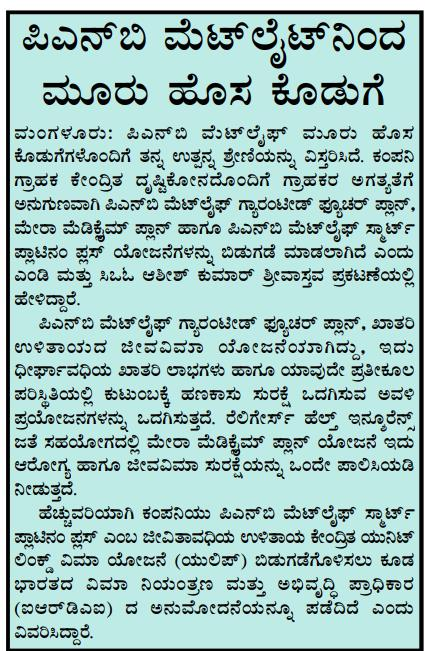 ಪಿಎನ್‌ಬಿ ಮೆಟ್‌ಲೈಟ್‌ನಿಂದ
ಮೂರು ಹೊಸ ಕೊಡುಗೆ
ಮಂಗಳೂರು: ಪಿಎನ್‌ಬಿ ಮೆಟ್‌ಲೈಫ್ ಮೂರು ಹೊಸ
ಕೊಡುಗೆಗಳೊಂದಿಗೆ ತನ್ನ ಉತ್ಪನ್ನ ಶ್ರೇಣಿಯನ್ನು ವಿಸ್ತರಿಸಿದೆ. ಕಂಪನಿ
ಗ್ರಾಹಕ ಕೇಂದ್ರಿತ ದೃಷ್ಟಿಕೋನದೊಂದಿಗೆ ಗ್ರಾಹಕರ ಅಗತ್ಯತೆಗೆ
ಅನುಗುಣವಾಗಿ ಪಿಎನ್‌ಬಿ ಮೆಟ್‌ಲೈಫ್ ಗ್ಯಾರಂಟೀಡ್ ಫ್ಯೂಚರ್ ಪ್ಲಾನ್,
ಮೇರಾ ಮೆಡಿಕ್ಲೈಮ್ ಪ್ಲಾನ್ ಹಾಗೂ ಪಿಎನ್‌ಬಿ ಮೆಟ್‌ಲೈಫ್ ಸ್ಮಾರ್ಟ್
ಪ್ಲಾಟಿನಂ ಪ್ಲಸ್ ಯೋಜನೆಗಳನ್ನು ಬಿಡುಗಡೆ ಮಾಡಲಾಗಿದೆ ಎಂದು
ಎಂಡಿ ಮತ್ತು ಸಿಒಓ ಆಶೀಶ್ ಕುಮಾರ್ ಶ್ರೀವಾಸ್ತವ ಪ್ರಕಟಣೆಯಲ್ಲಿ
ಹೇಳಿದ್ದಾರೆ.
ಪಿಎನ್‌ಬಿ ಮೆಟ್‌ಲೈಫ್ ಗ್ಯಾರಂಟೀಡ್ ಫ್ಯೂಚರ್ ಪ್ಲಾನ್, ಖಾತರಿ
ಉಳಿತಾಯದ ಜೀವವಿಮಾ ಯೋಜನೆಯಾಗಿದ್ದು, ಇದು
ಧೀರ್ಘಾವಧಿಯ ಖಾತರಿ ಲಾಭಗಳು ಹಾಗೂ ಯಾವುದೇ ಪ್ರತೀಕೂಲ
ಪರಿಸ್ಥಿತಿಯಲ್ಲಿ ಕುಟುಂಬಕ್ಕೆ ಹಣಕಾಸು ಸುರಕ್ಷೆ ಒದಗಿಸುವ ಅವಳಿ
ಪ್ರಯೋಜನಗಳನ್ನು ಒದಗಿಸುತ್ತದೆ. ರೆಲಿಗೇರ್ಸ್ ಹೆಲ್ತ್ ಇನ್ಶೂರೆನ್ಸ್
ಜತೆ ಸಹಯೋಗದಲ್ಲಿ ಮೇರಾ ಮೆಡಿಕ್ಲೈಮ್ ಪ್ಲಾನ್ ಯೋಜನೆ ಇದು
ಆರೋಗ್ಯ ಹಾಗೂ ಜೀವವಿಮಾ ಸುರಕ್ಷೆಯನ್ನು ಒಂದೇ ಪಾಲಿಸಿಯಡಿ
ನೀಡುತ್ತದೆ.
ಹೆಚ್ಚುವರಿಯಾಗಿ ಕಂಪನಿಯು ಪಿಎನ್‌ಬಿ ಮೆಟ್‌ಲೈಫ್ ಸ್ಮಾರ್ಟ್
ಪ್ಲಾಟಿನಂ ಪ್ಲಸ್ ಎಂಬ ಜೀವಿತಾವಧಿಯ ಉಳಿತಾಯ ಕೇಂದ್ರಿತ ಯುನಿಟ್
ಲಿಂಕ್ಡ್ ವಿಮಾ ಯೋಜನೆ (ಯುಲಿಪ್) ಬಿಡುಗಡೆಗೊಳಿಸಲು ಕೂಡ
ಭಾರತದ ವಿಮಾ ನಿಯಂತ್ರಣ ಮತ್ತು ಅಭಿವೃದ್ಧಿ ಪ್ರಾಧಿಕಾರ
(ಐಆರ್‌ಡಿಎಐ) ದ ಅನುಮೋದನೆಯನ್ನೂ ಪಡೆದಿದೆ ಎಂದು
ವಿವರಿಸಿದ್ದಾರೆ.